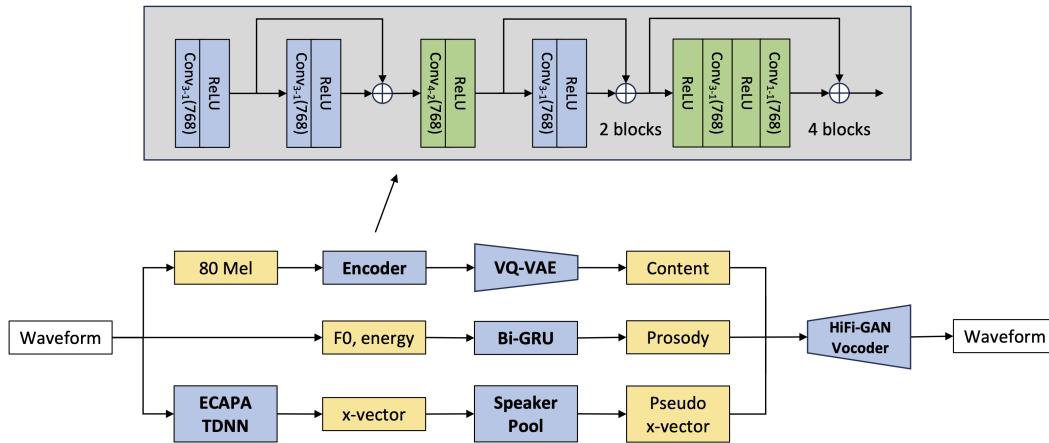 Conv3-1(768)
ReLU
Conv3-1(768)
ReLU
Conv4-2(768)
ReLU
Conv3-1(768)
ReLU
2 blocks
ReLU
Conv3-1(768)
ReLU
Conv1-1(768)
4 blocks
Waveform
80 Mel
Encoder
VQ-VAE
Content
F0, energy
Bi-GRU
Prosody
ECAPA
TDNN
x-vector
Speaker
Pool
Pseudo
x-vector
HiFi-GAN
Vocoder
Waveform